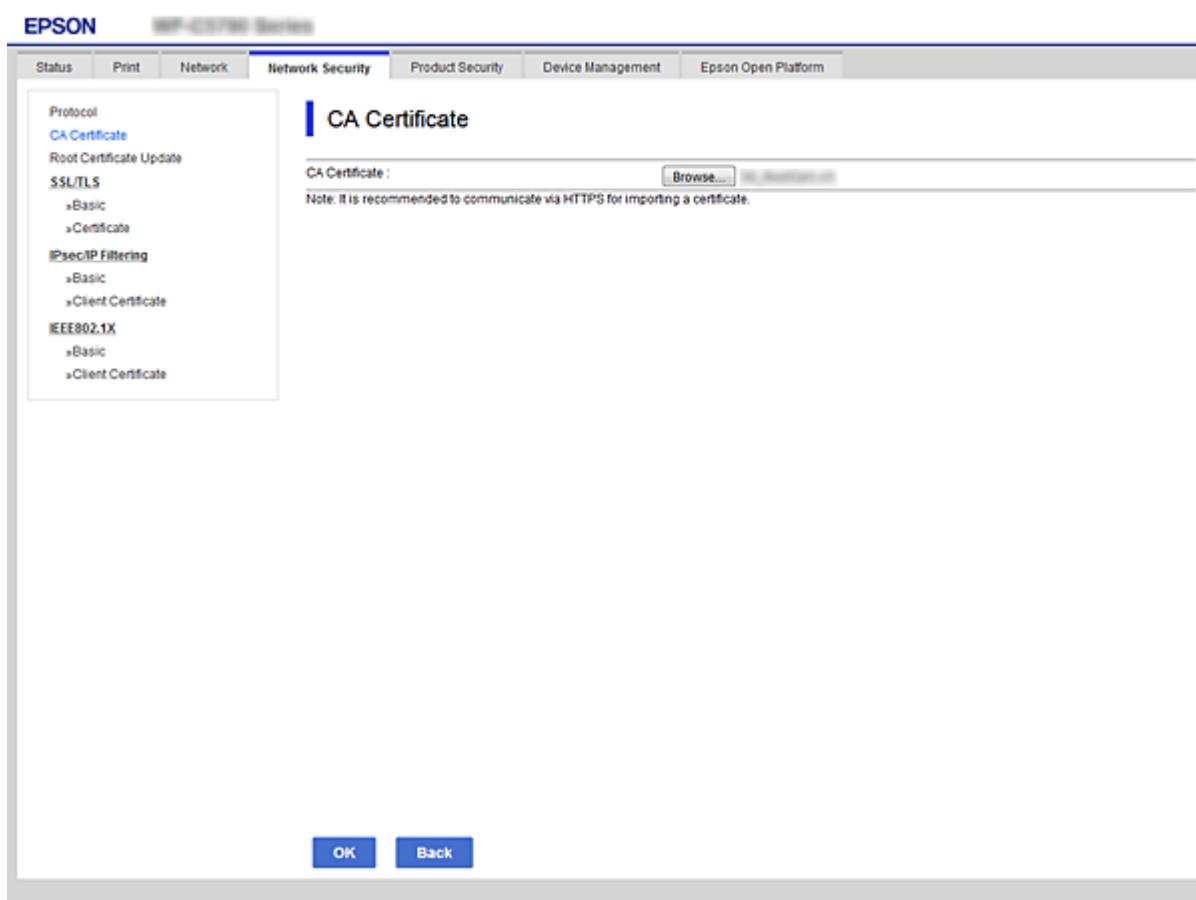 EPSON
Status Print Network Network Security Product Security Device Management Epson Open Platform
Protocol
CA Certificate
Root Certificate Update
SSL/TLS
»Basic
»Certificate
IPsec/IP Filtering
»Basic
»Client Certificate
IEEE802.1X
»Basic
»Client Certificate
CA Certificate
CA Certificate : Browse...
Note: It is recommended to communicate via HTTPS for importing a certificate.
OK Back